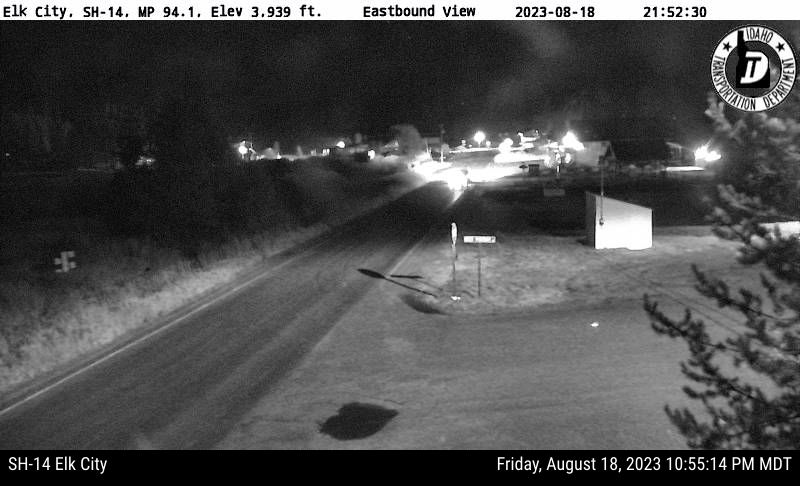 Elk City, SH-14, MP 94.1, Elev 3,939 ft. Eastbound View 2023-08-18 21:52:30
IDAHO
TRANSPORTATION DEPARTMENT
SH-14 Elk City Friday, August 18, 2023 10:55:14 PM MDT